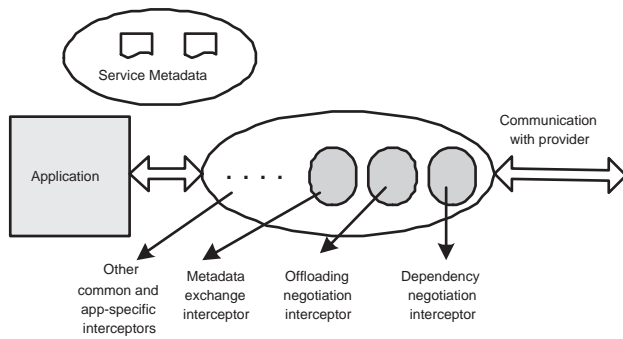 Service Metadata
Communication
with provider
Application
. . . .
Other
common and
app-specific
interceptors
Metadata
exchange
interceptor
Offloading
negotiation
interceptor
Dependency
negotiation
interceptor